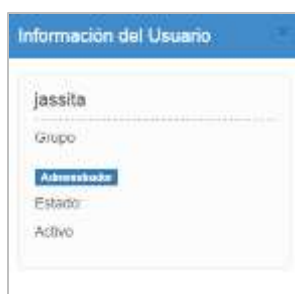 Información del Usuario
jassita
Grupo
Administrador
Estado
Activo